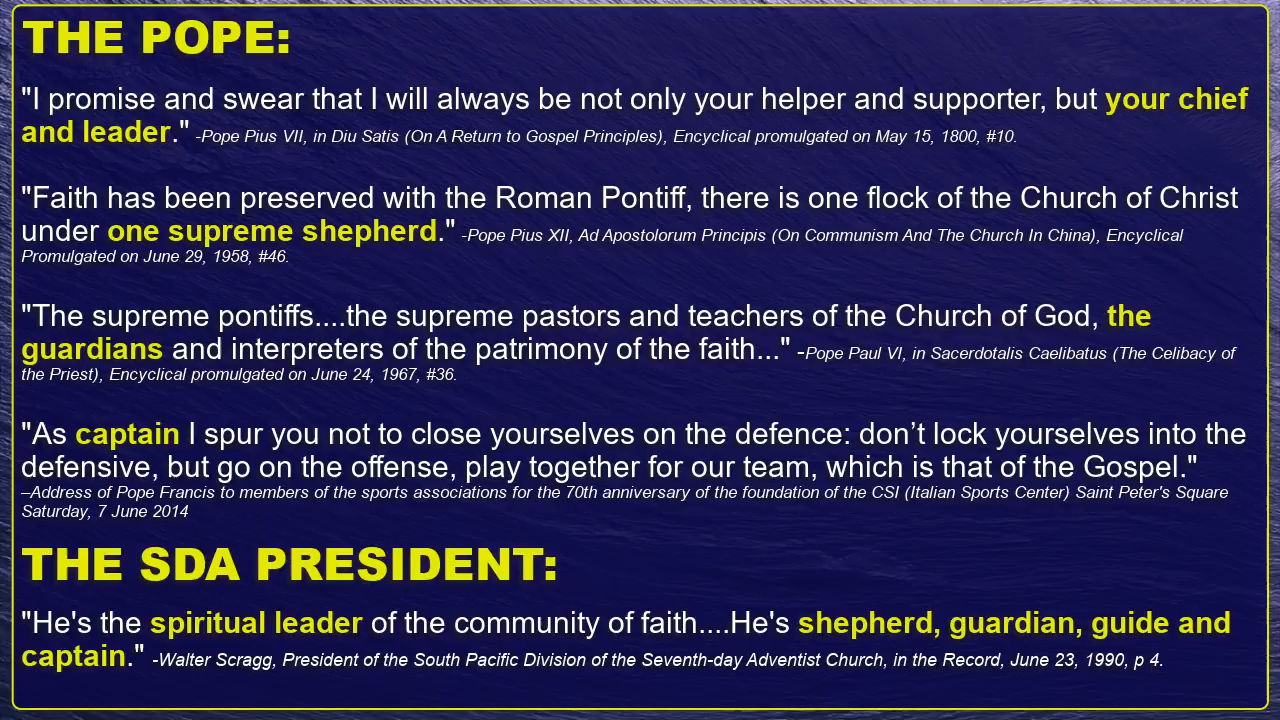 THE POPE:
"I promise and swear that I will always be not only your helper and supporter, but your chief
and leader." -Pope Pius VII, in Diu Satis (On A Return to Gospel Principles), Encyclical promulgated on May 15, 1800, #10.
"Faith has been preserved with the Roman Pontiff, there is one flock of the Church of Christ
under one supreme shepherd." -Pope Pius XII, Ad Apostolorum Principis (On Communism And The Church In China), Encyclical
Promulgated on June 29, 1958, #46.
"The supreme pontiffs....the supreme pastors and teachers of the Church of God, the
guardians and interpreters of the patrimony of the faith..." -Pope Paul VI, in Sacerdotalis Caelibatus (The Celibacy of
the Priest), Encyclical promulgated on June 24, 1967, #36.
"As captain I spur you not to close yourselves on the defence: don’t lock yourselves into the
defensive, but go on the offense, play together for our team, which is that of the Gospel."
–Address of Pope Francis to members of the sports associations for the 70th anniversary of the foundation of the CSI (Italian Sports Center) Saint Peter's Square
Saturday, 7 June 2014
THE SDA PRESIDENT:
"He's the spiritual leader of the community of faith....He's shepherd, guardian, guide and
captain." -Walter Scragg, President of the South Pacific Division of the Seventh-day Adventist Church, in the Record, June 23, 1990, p 4.